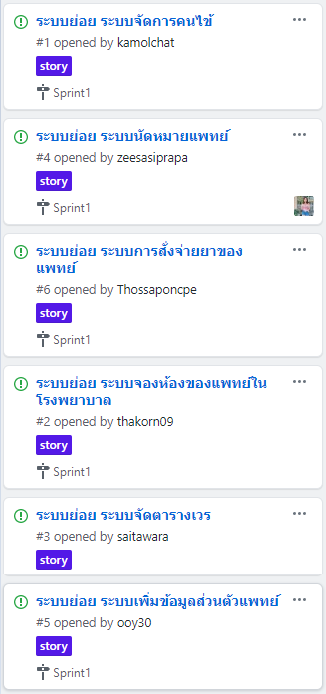 ระบบย่อย ระบบจัดการคนไข้
#1 opened by kamolchat
story
Sprint1
ระบบย่อย ระบบนัดหมายแพทย์
#4 opened by zeesasiprapa
story
Sprint1
ระบบย่อย ระบบการสั่งจ่ายยาของ
แพทย์
#6 opened by Thossaponcpe
story
Sprint1
ระบบย่อย ระบบจองห้องของแพทย์ใน
โรงพยาบาล
#2 opened by thakorn09
story
Sprint1
ระบบย่อย ระบบจัดตารางเวร
#3 opened by saitawara
story
ระบบย่อย ระบบเพิ่มข้อมูลส่วนตัวแพทย์
#5 opened by ooy30
story
Sprint1